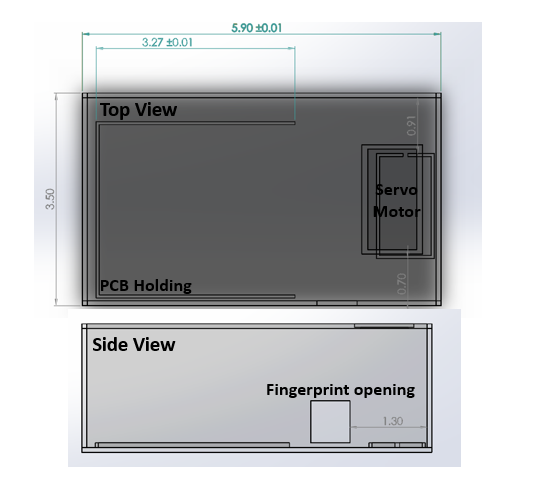 5.90 ±0.01
3.27 ±0.01
Top View
0.91
3.50
Servo
Motor
0.70
PCB Holding
Side View
Fingerprint opening
1.30